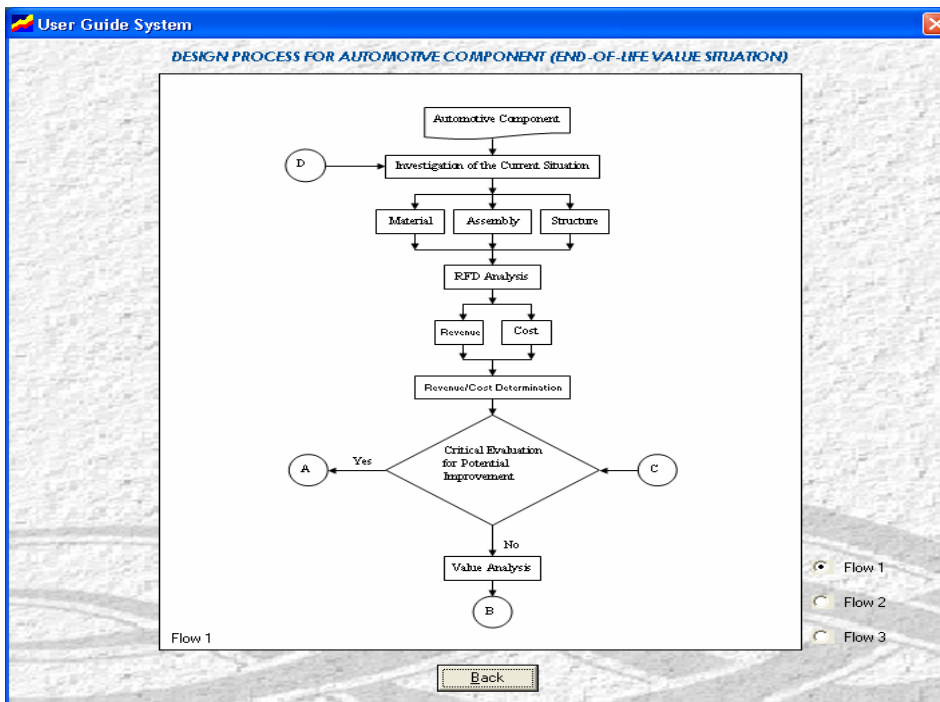 User Guide System
DESIGN PROCESS FOR AUTOMOTIVE COMPONENT (END-OF-LIFE VALUE SITUATION)
Automotive Component
D
Investigation of the Current Situation
Material
Assembly
Structure
RFD Analysis
Revenue
Cost
Revenue/Cost Determination
Critical Evaluation
for Potential
Improvement
A
Yes
C
No
Value Analysis
B
Flow 1
Flow 1
Flow 2
Flow 3
Back